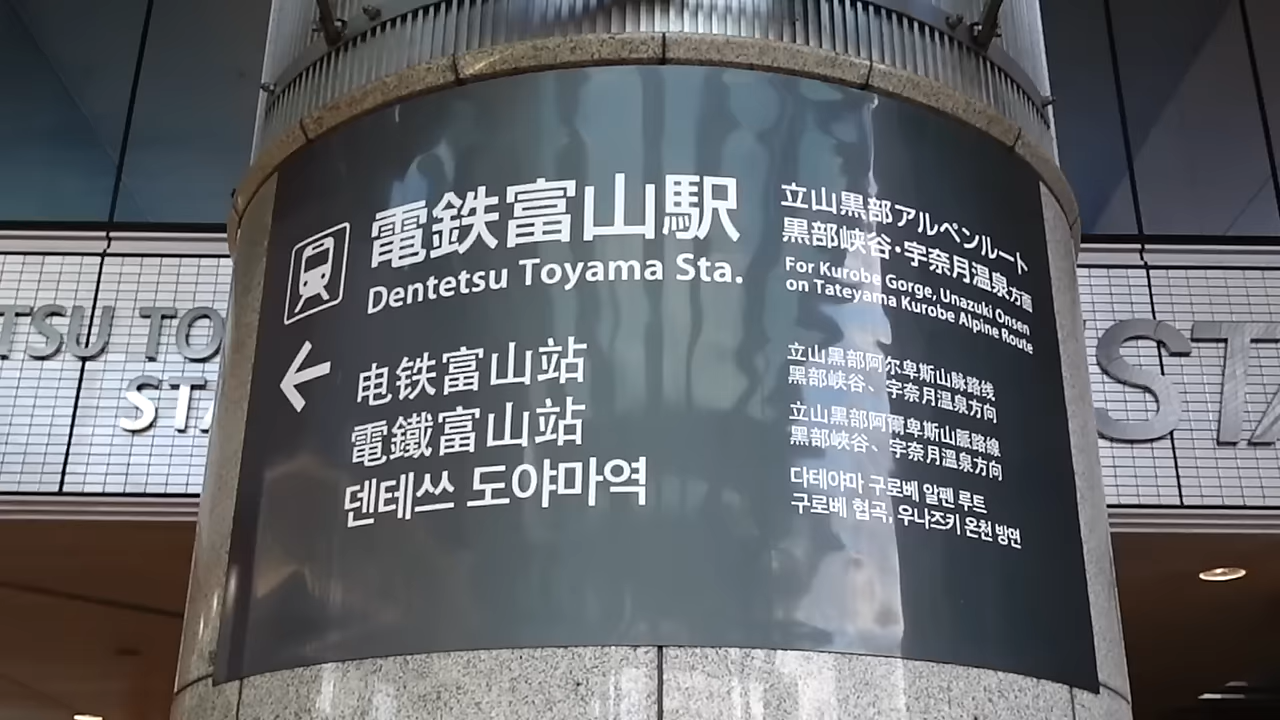 電鉄富山駅
Dentetsu Toyama Sta.
电铁富山站
電鐵富山站
덴테쓰 도야마역
立山黒部アルペンルート
黒部峡谷・宇奈月温泉方面
For Kurobe Gorge, Unazuki Onsen
on Tateyama Kurobe Alpine Route
立山黑部阿尔卑斯山脉路线
黑部峡谷、宇奈月温泉方向
立山黑部阿爾卑斯山脈路線
黑部峽谷、宇奈月溫泉方向
다테야마 구로베 알펜 루트
구로베 협곡, 우나즈키 온천 방면
TSU TO
STA
STA